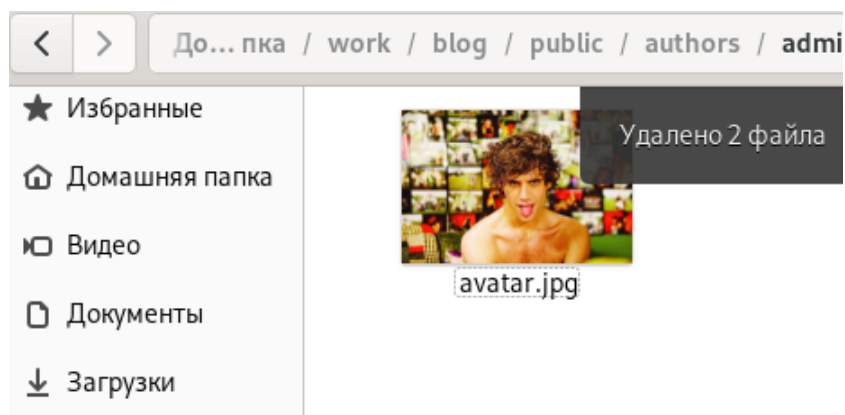 До... пка / work / blog / public / authors / admi
Избранные
Домашняя папка
Видео
Документы
Загрузки
Удалено 2 файла
avatar.jpg